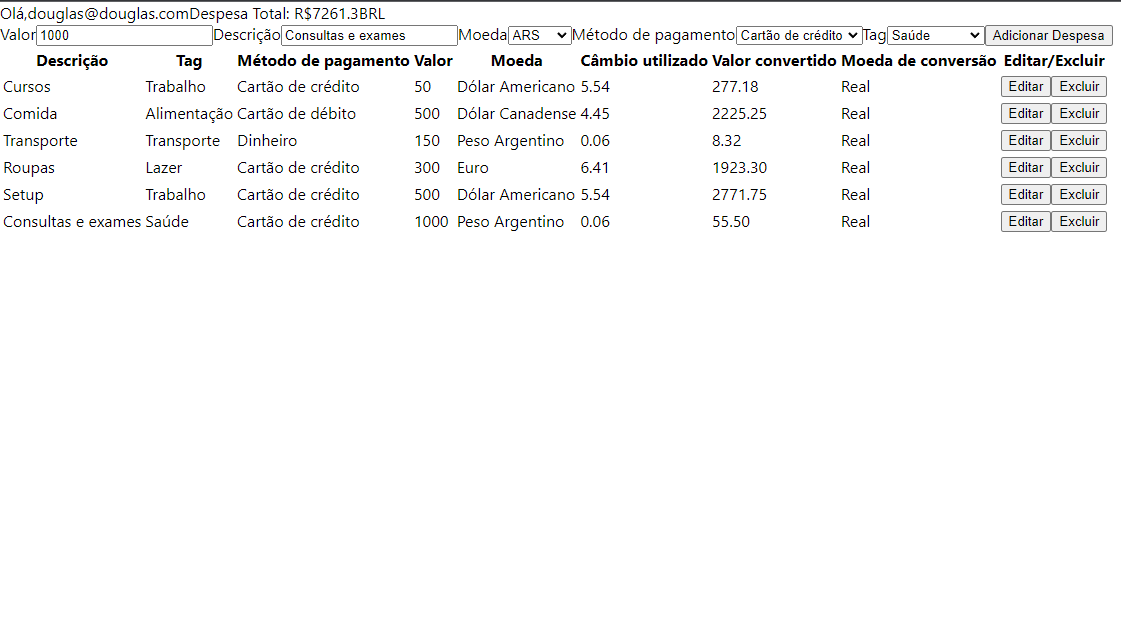 Olá,douglas@douglas.comDespesa Total: R$7261.3BRL
Valor 1000 Descrição Consultas e exames Moeda ARS Método de pagamento Cartão de crédito Tag Saúde Adicionar Despesa
Descrição Tag Método de pagamento Valor Moeda Câmbio utilizado Valor convertido Moeda de conversão Editar/Excluir
Cursos Trabalho Cartão de crédito 50 Dólar Americano 5.54 277.18 Real Editar Excluir
Comida Alimentação Cartão de débito 500 Dólar Canadense 4.45 2225.25 Real Editar Excluir
Transporte Transporte Dinheiro 150 Peso Argentino 0.06 8.32 Real Editar Excluir
Roupas Lazer Cartão de crédito 300 Euro 6.41 1923.30 Real Editar Excluir
Setup Trabalho Cartão de crédito 500 Dólar Americano 5.54 2771.75 Real Editar Excluir
Consultas e exames Saúde Cartão de crédito 1000 Peso Argentino 0.06 55.50 Real Editar Excluir